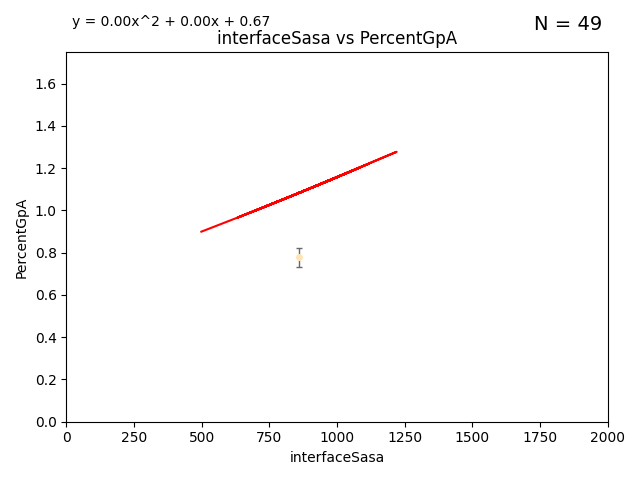 y = 0.00x^2 + 0.00x + 0.67
N = 49
interfaceSasa vs PercentGpA
1.6
1.4
1.2
1.0
0.8
0.6
0.4
0.2
0.0
PercentGpA
0 250 500 750 1000 1250 1500 1750 2000
interfaceSasa